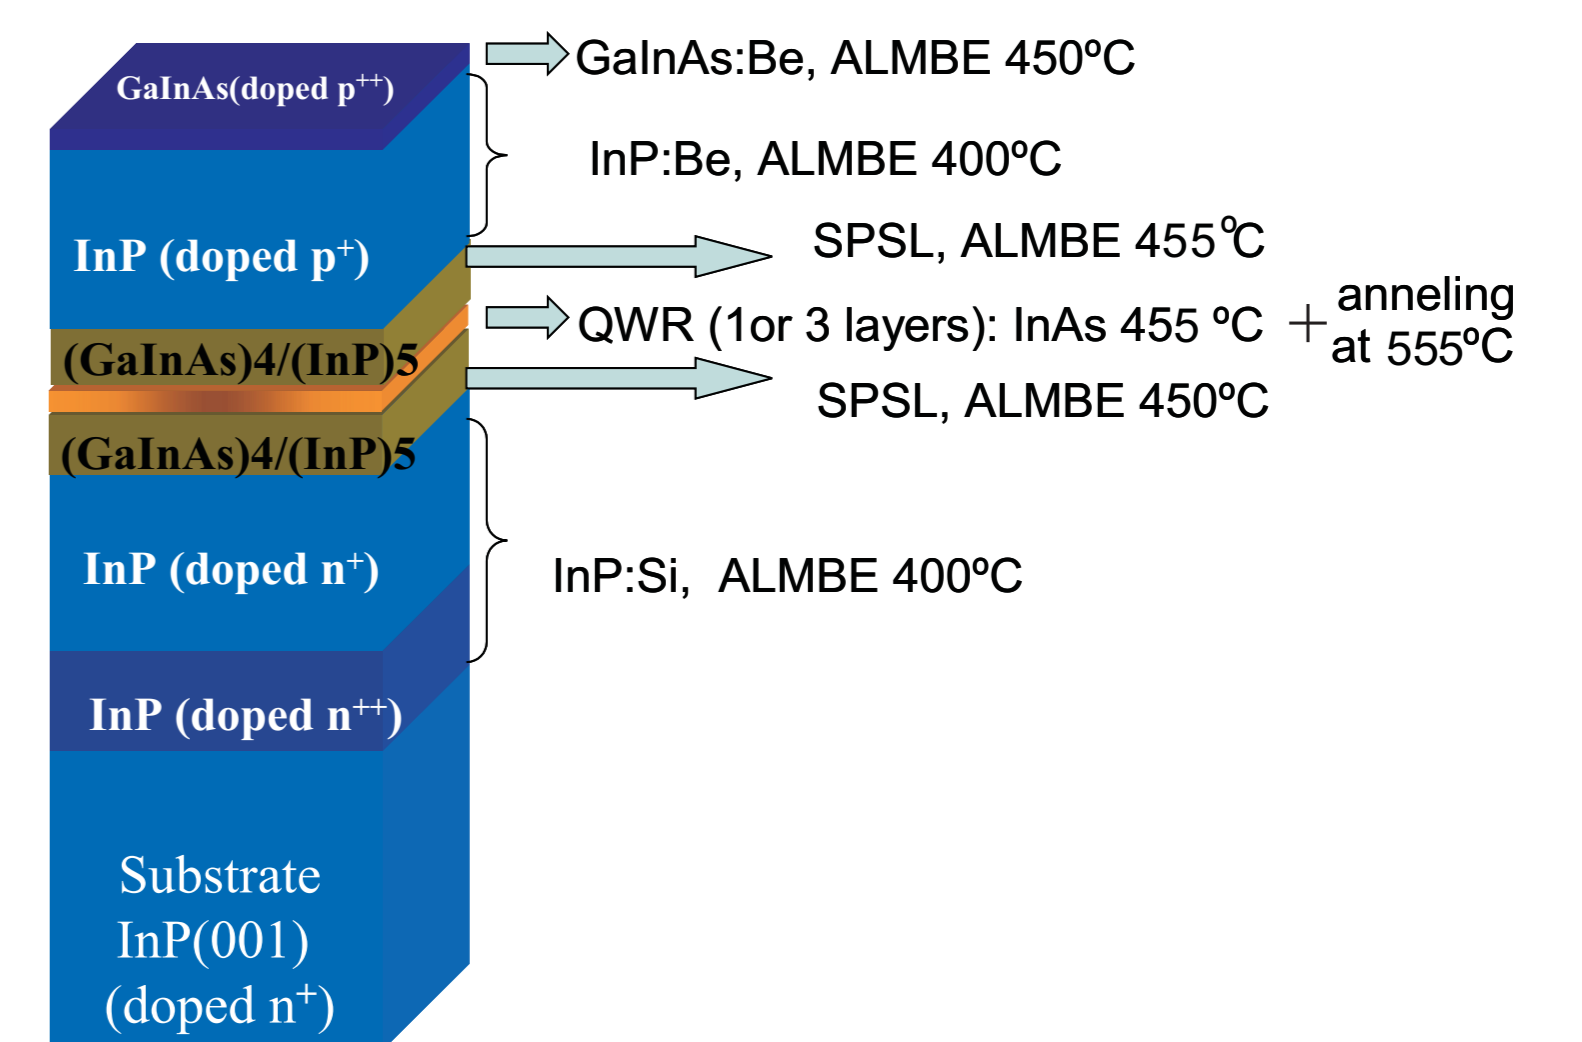 GaInAs(doped p++)
GaInAs:Be, ALMBE 450ºC
InP:Be, ALMBE 400ºC
InP (doped p+)
SPSL, ALMBE 455ºC
(GaInAs)4/(InP)5
QWR (1or 3 layers): InAs 455 ºC + anneling
at 555ºC
SPSL, ALMBE 450ºC
(GaInAs)4/(InP)5
InP (doped n+)
InP:Si, ALMBE 400ºC
InP (doped n++)
Substrate
InP(001)
(doped n+)